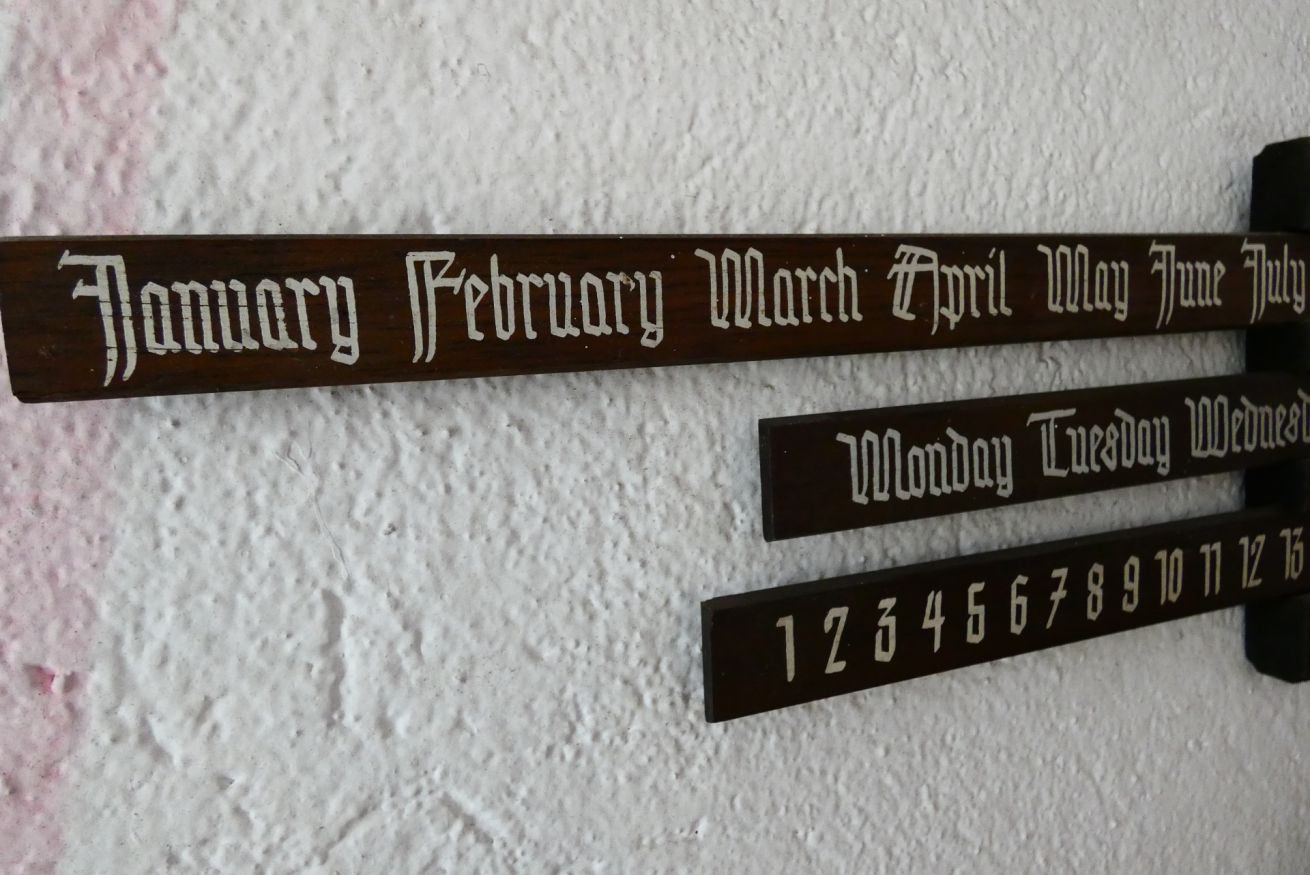 January February March April May June July
Monday Tuesday Wednesd
1 2 3 4 5 6 7 8 9 10 11 12 13